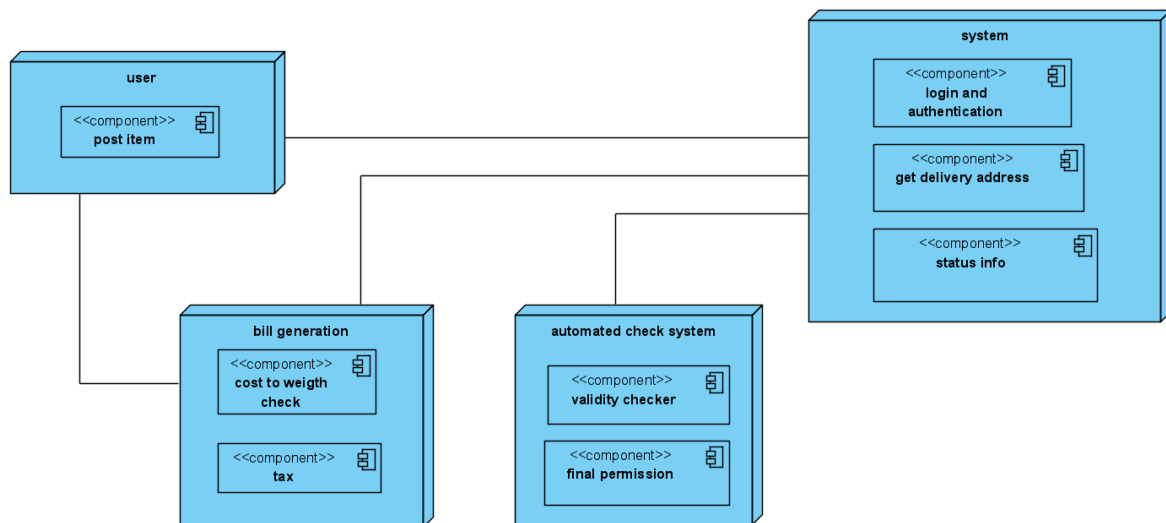 user
<<component>>
post item
system
<<component>>
login and
authentication
<<component>>
get delivery address
<<component>>
status info
bill generation
<<component>>
cost to weigth
check
<<component>>
tax
automated check system
<<component>>
validity checker
<<component>>
final permission